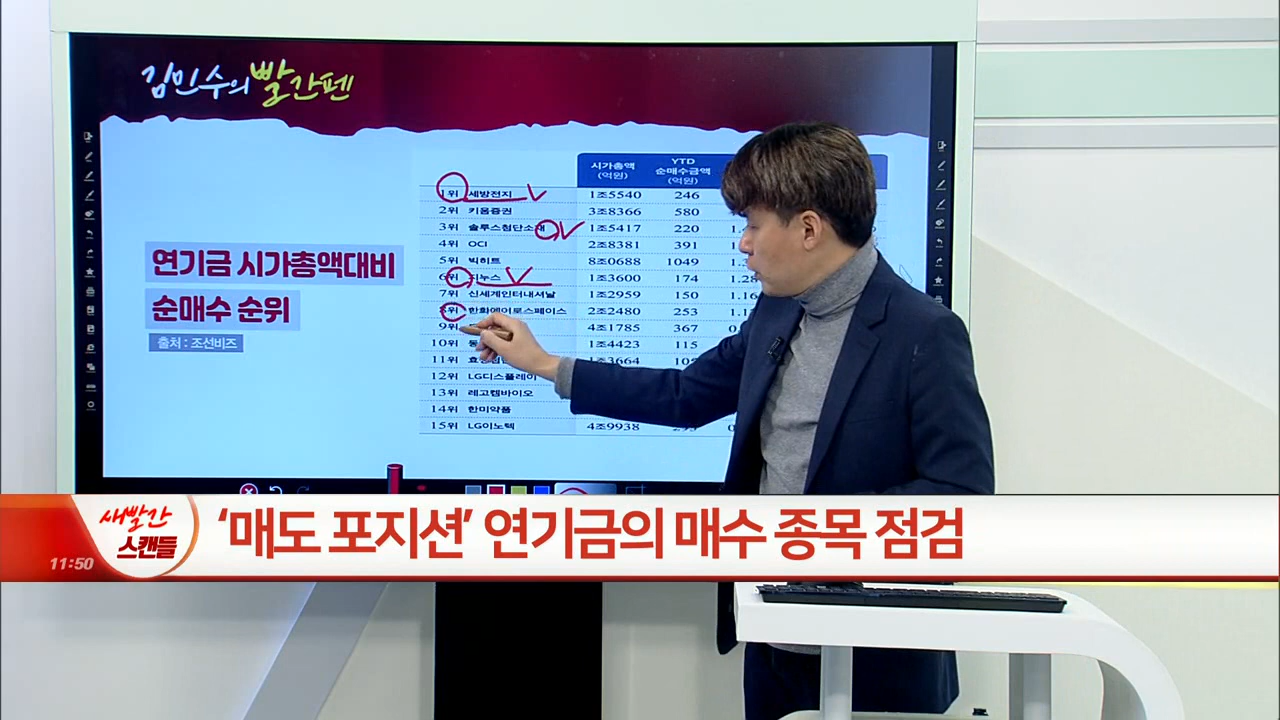 김민수의 빨간펜
시가총액 (억원) YTD 순매수금액 (억원)
1위 세방전지 1조5540 246
2위 키움증권 3조8366 580
3위 솔루스첨단소재 1조5417 220
4위 OCI 2조8381 391
5위 빅히트 8조0688 1049
6위 지누스 1조3600 174 1.28
7위 신세계인터내셔날 1조2959 150 1.16
8위 한화에어로스페이스 2조2480 253
9위 4조1785 367
10위 1조4423 115
11위
12위 LG디스플레이
13위 레고켐바이오
14위 한미약품
15위 LG이노텍 4조9938
연기금 시가총액대비
순매수 순위
출처 : 조선비즈
새빨간
스캔들
11:50
‘매도 포지션’ 연기금의 매수 종목 점검